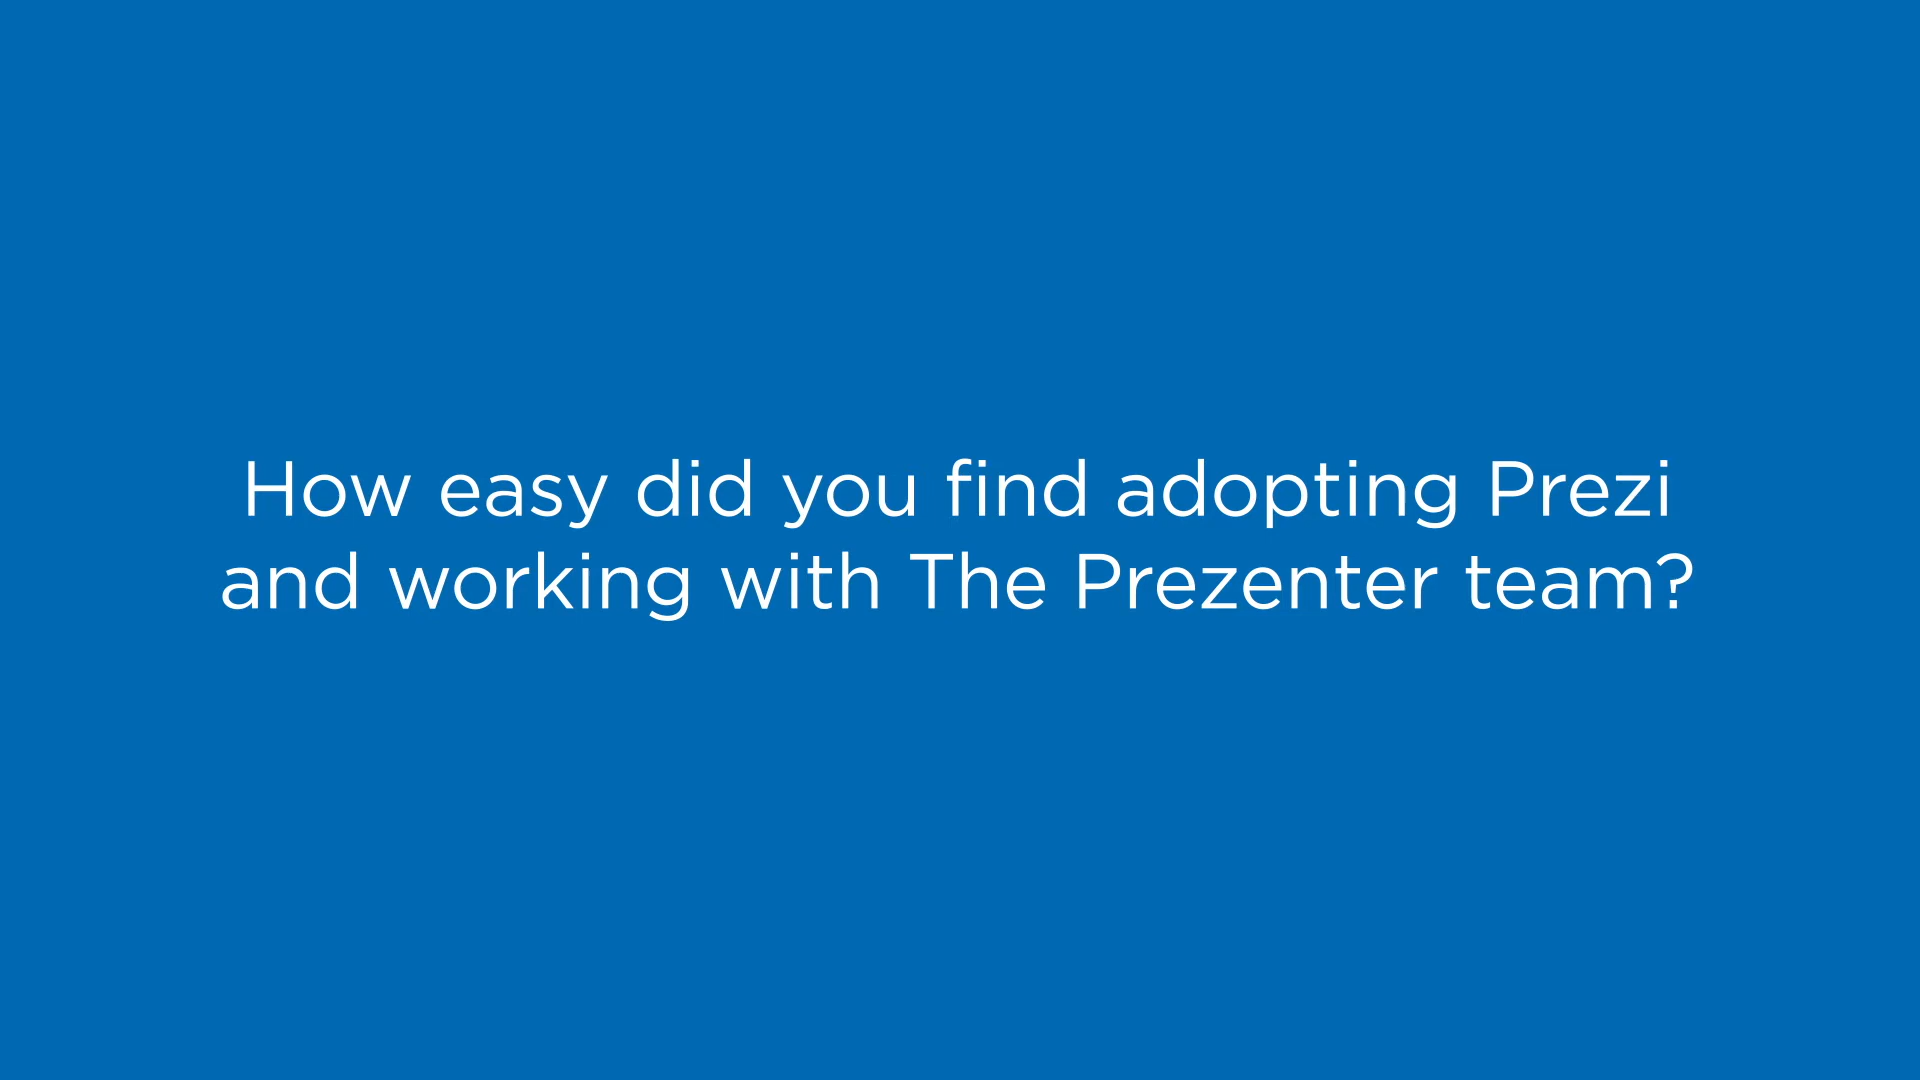 How easy did you find adopting Prezi
and working with The Prezenter team?